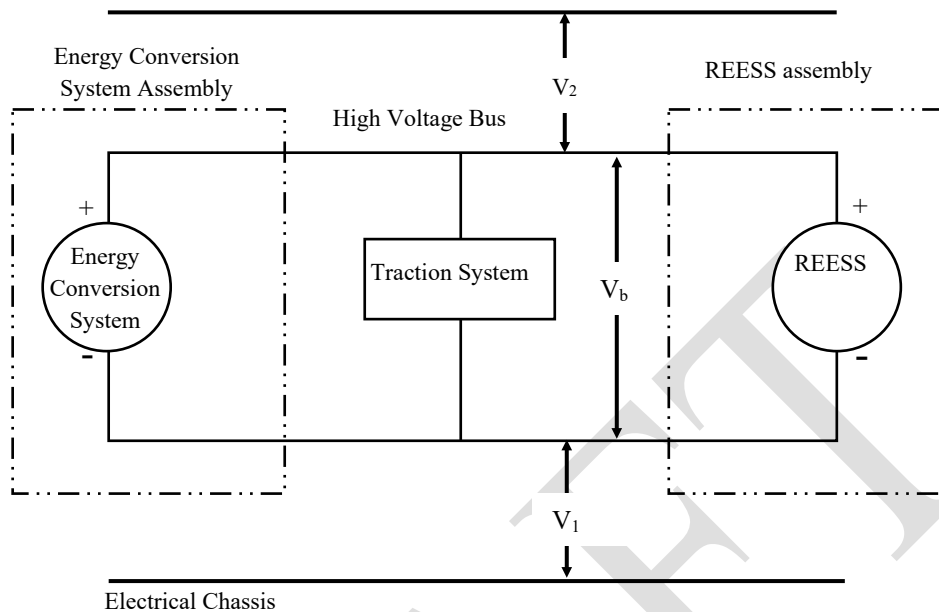 Energy Conversion
System Assembly
V₂
REESS assembly
High Voltage Bus
+
+
Energy
Conversion
System
Traction System
V_b
REESS
-
-
V₁
Electrical Chassis